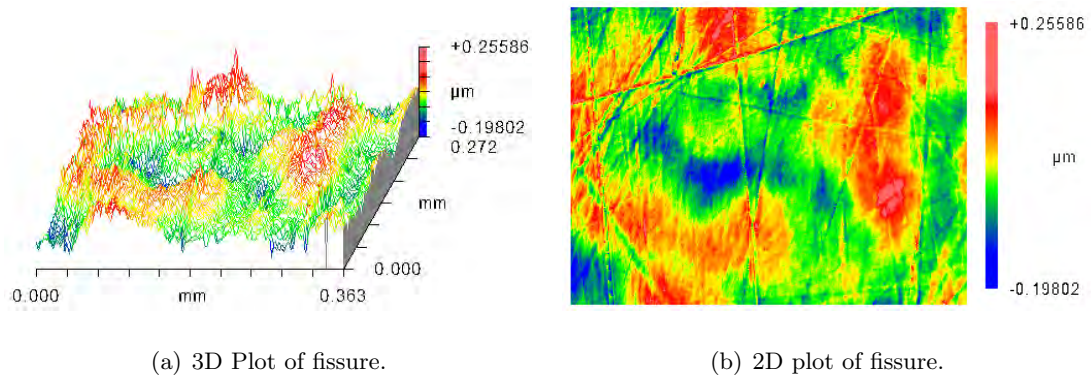 +0.25586
µm
-0.19802
0.272
mm
0.000
0.000
mm
0.363
+0.25586
µm
-0.19802
(a) 3D Plot of fissure.
(b) 2D plot of fissure.